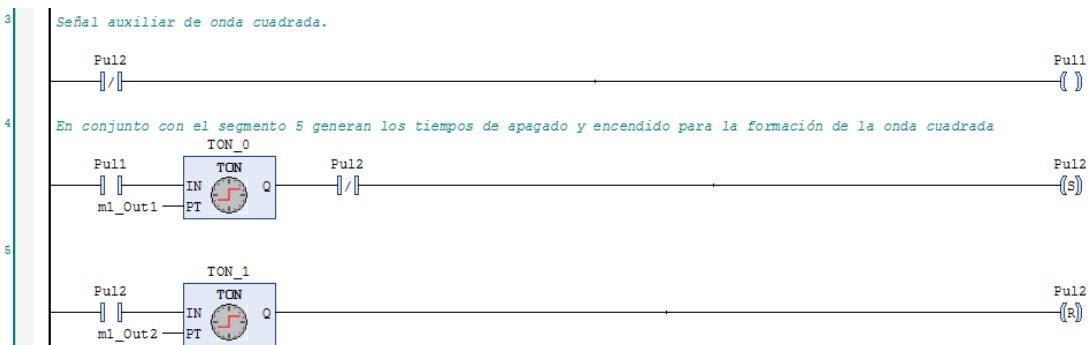 3
Señal auxiliar de onda cuadrada.
Pul2
Pul1
4
En conjunto con el segmento 5 generan los tiempos de apagado y encendido para la formación de la onda cuadrada
TON_0
Pul1 TON Pul2 Pul2
IN Q S
m1_Out1 PT
5
TON_1
Pul2 TON Pul2
IN Q R
m1_Out2 PT